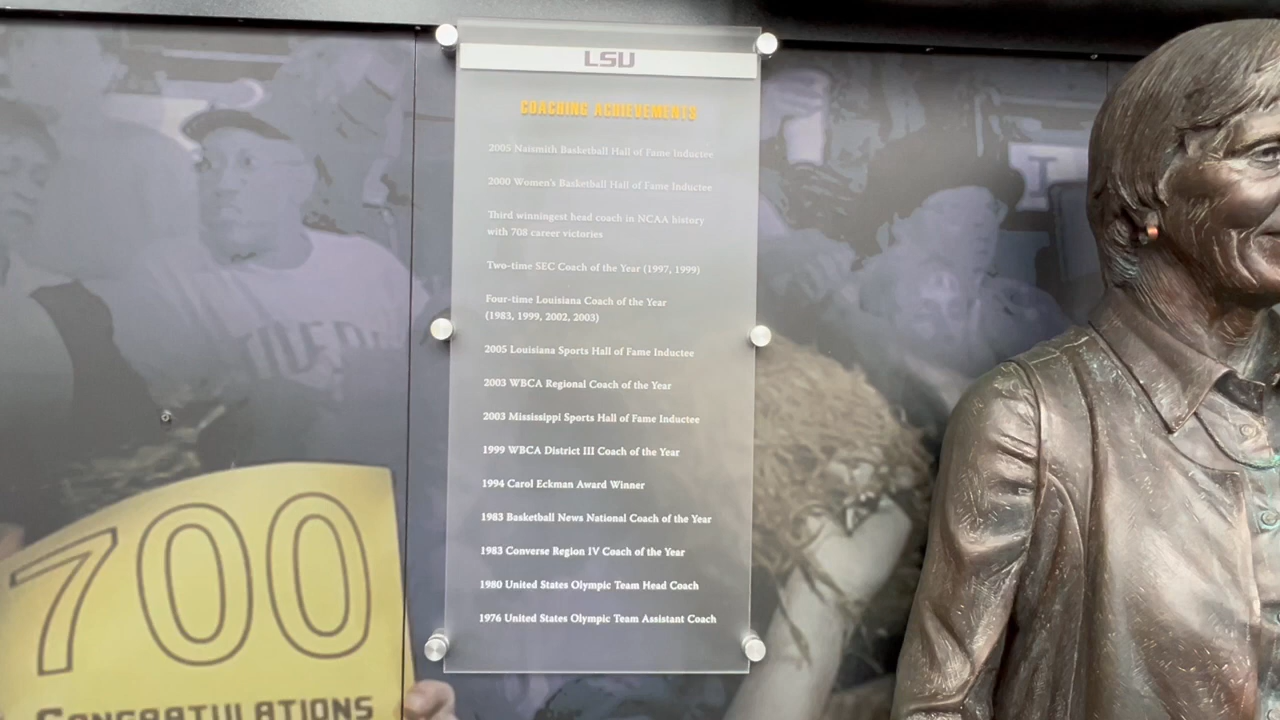 LSU
COACHING ACHIEVEMENTS
2005 Naismith Basketball Hall of Fame Inductee
2000 Women's Basketball Hall of Fame Inductee
Third winningest head coach in NCAA history
with 708 career victories
Two-time SEC Coach of the Year (1997, 1999)
Four-time Louisiana Coach of the Year
(1983, 1999, 2002, 2003)
2005 Louisiana Sports Hall of Fame Inductee
2003 WBCA Regional Coach of the Year
2003 Mississippi Sports Hall of Fame Inductee
1999 WBCA District III Coach of the Year
1994 Carol Eckman Award Winner
1983 Basketball News National Coach of the Year
1983 Converse Region IV Coach of the Year
1980 United States Olympic Team Head Coach
1976 United States Olympic Team Assistant Coach
700
CONGRATULATIONS